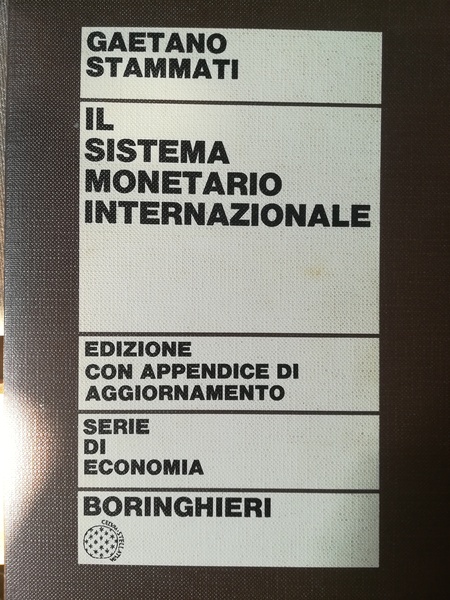 GAETANO
STAMMATI
IL
SISTEMA
MONETARIO
INTERNAZIONALE
EDIZIONE
CON APPENDICE DI
AGGIORNAMENTO
SERIE
DI
ECONOMIA
BORINGHIERI